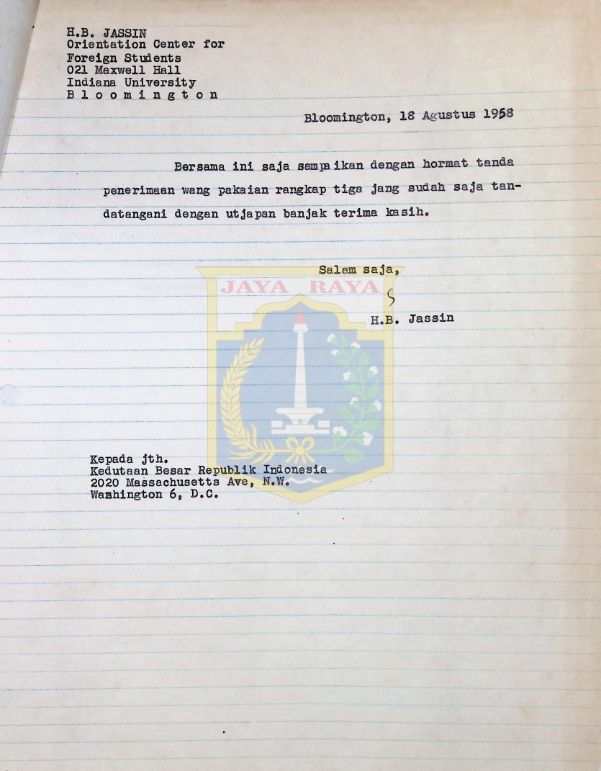 H.B. JASSIN
Orientation Center for
Foreign Students
021 Maxwell Hall
Indiana University
B l o o m i n g t o n
Bloomington, 18 Agustus 1958
Bersama ini saja sampaikan dengan hormat tanda
penerimaan wang pakaian rangkap tiga jang sudah saja tan-
datangani dengan utjapan banjak terima kasih.
Salam saja,
JAYA RAYA
H.B. Jassin
Kepada jth.
Kedutaan Besar Republik Indonesia
2020 Massachusetts Ave, N.W.
Washington 6, D.C.